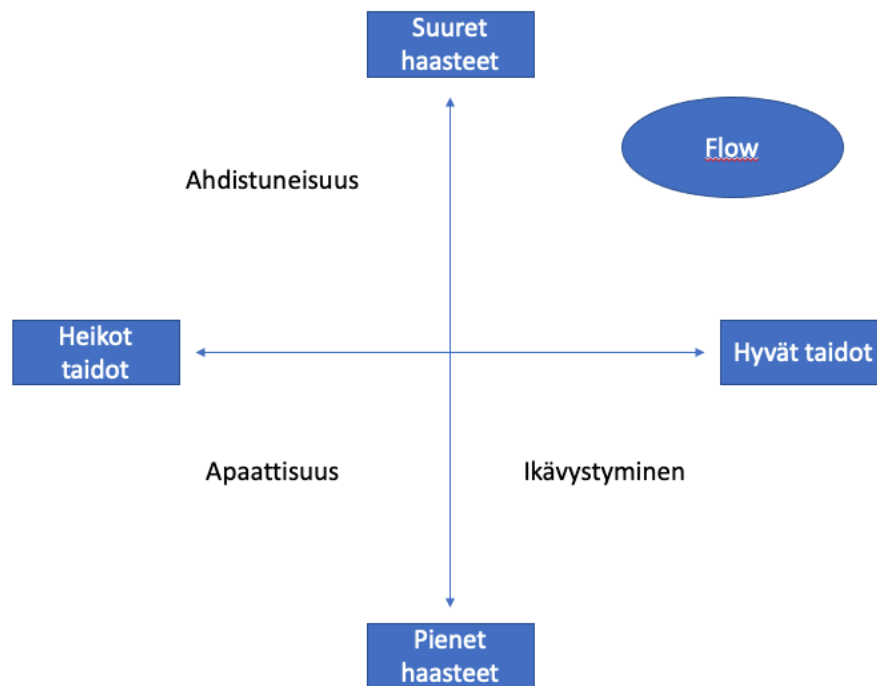 Suuret
haasteet
Flow
Ahdistuneisuus
Heikot
taidot
Hyvät taidot
Apaattisuus
Ikävystyminen
Pienet
haasteet